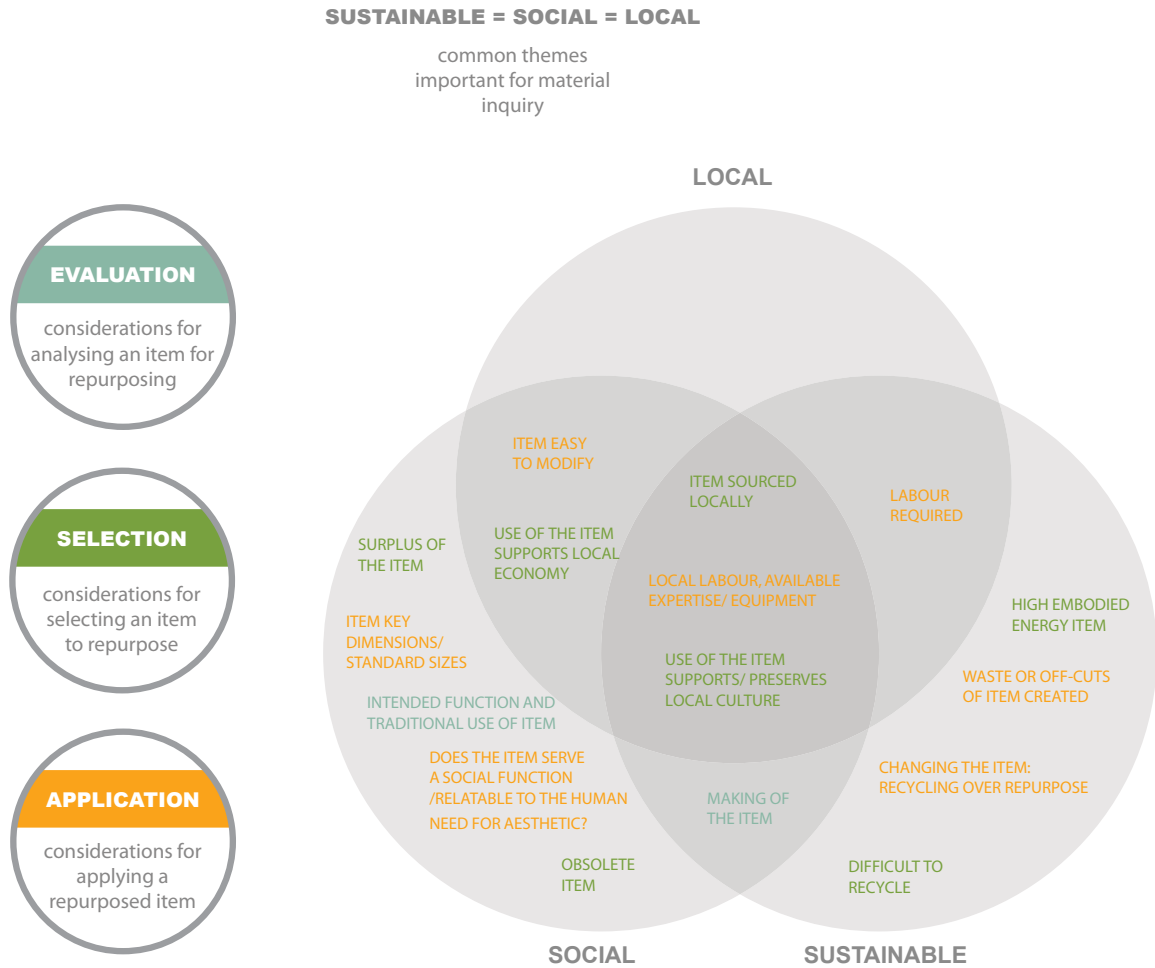 SUSTAINABLE = SOCIAL = LOCAL
common themes
important for material
inquiry
EVALUATION
considerations for
analysing an item for
repurposing
SELECTION
considerations for
selecting an item
to repurpose
APPLICATION
considerations for
applying a
repurposed item
LOCAL
ITEM EASY
TO MODIFY
ITEM SOURCED
LOCALLY
LABOUR
REQUIRED
SURPLUS OF
THE ITEM
USE OF THE ITEM
SUPPORTS LOCAL
ECONOMY
LOCAL LABOUR, AVAILABLE
EXPERTISE/ EQUIPMENT
HIGH EMBODIED
ENERGY ITEM
ITEM KEY
DIMENSIONS/
STANDARD SIZES
USE OF THE ITEM
SUPPORTS/ PRESERVES
LOCAL CULTURE
WASTE OR OFF-CUTS
OF ITEM CREATED
INTENDED FUNCTION AND
TRADITIONAL USE OF ITEM
DOES THE ITEM SERVE
A SOCIAL FUNCTION
/RELATABLE TO THE HUMAN
NEED FOR AESTHETIC?
MAKING OF
THE ITEM
CHANGING THE ITEM:
RECYCLING OVER REPURPOSE
OBSOLETE
ITEM
DIFFICULT TO
RECYCLE
SOCIAL
SUSTAINABLE